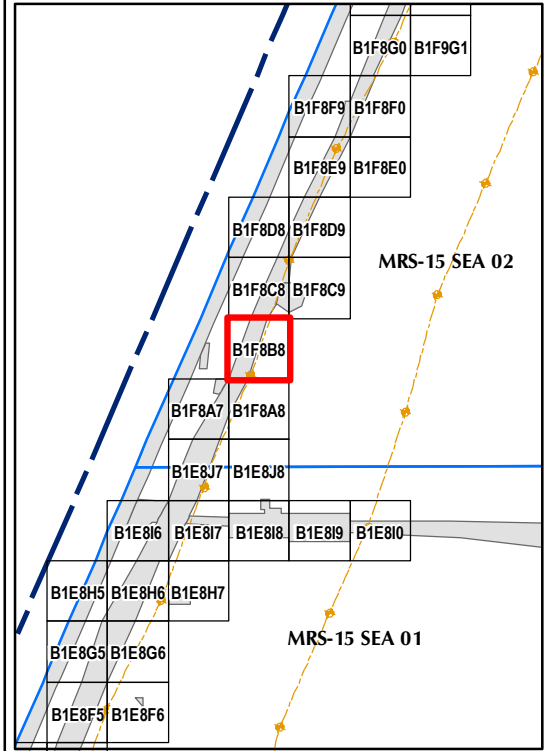 B1F8G0 B1F9G1
B1F8F9 B1F8F0
B1F8E9 B1F8E0
B1F8D8 B1F8D9
MRS-15 SEA 02
B1F8C8 B1F8C9
B1F8B8
B1F8A7 B1F8A8
B1E8J7 B1E8J8
B1E8I6 B1E8I7 B1E8I8 B1E8I9 B1E8I0
B1E8H5 B1E8H6 B1E8H7
MRS-15 SEA 01
B1E8G5 B1E8G6
B1E8F5 B1E8F6